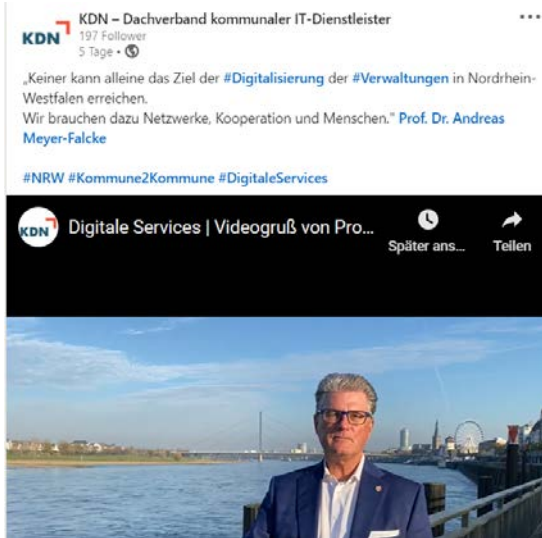 KDN
KDN – Dachverband kommunaler IT-Dienstleister
197 Follower
5 Tage •
„Keiner kann alleine das Ziel der #Digitalisierung der #Verwaltungen in Nordrhein-
Westfalen erreichen.
Wir brauchen dazu Netzwerke, Kooperation und Menschen." Prof. Dr. Andreas
Meyer-Falcke
#NRW #Kommune2Kommune #DigitaleServices
KDN
Digitale Services | Videogruß von Pro...
Später ans...
Teilen